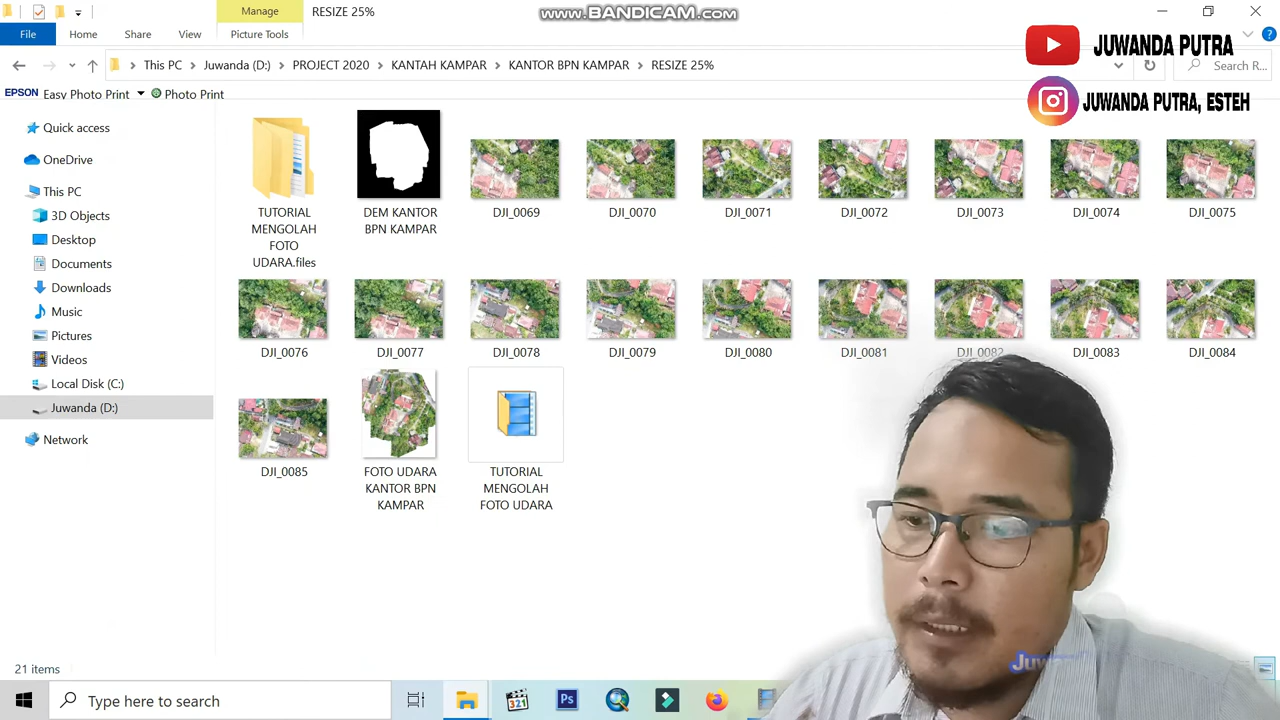 Manage
RESIZE 25%
www.BANDICAM.com
File
Home
Share
View
Picture Tools
JUWANDA PUTRA
This PC
Juwanda (D:)
PROJECT 2020
KANTAH KAMPAR
KANTOR BPN KAMPAR
RESIZE 25%
Search R...
EPSON Easy Photo Print
Photo Print
JUWANDA PUTRA, ESTEH
Quick access
OneDrive
This PC
3D Objects
Desktop
Documents
Downloads
Music
Pictures
Videos
Local Disk (C:)
Juwanda (D:)
Network
TUTORIAL
MENGOLAH
FOTO
UDARA.files
DEM KANTOR
BPN KAMPAR
DJI_0069
DJI_0070
DJI_0071
DJI_0072
DJI_0073
DJI_0074
DJI_0075
DJI_0076
DJI_0077
DJI_0078
DJI_0079
DJI_0080
DJI_0081
DJI_0082
DJI_0083
DJI_0084
DJI_0085
FOTO UDARA
KANTOR BPN
KAMPAR
TUTORIAL
MENGOLAH
FOTO UDARA
21 items
Type here to search
321
Ps